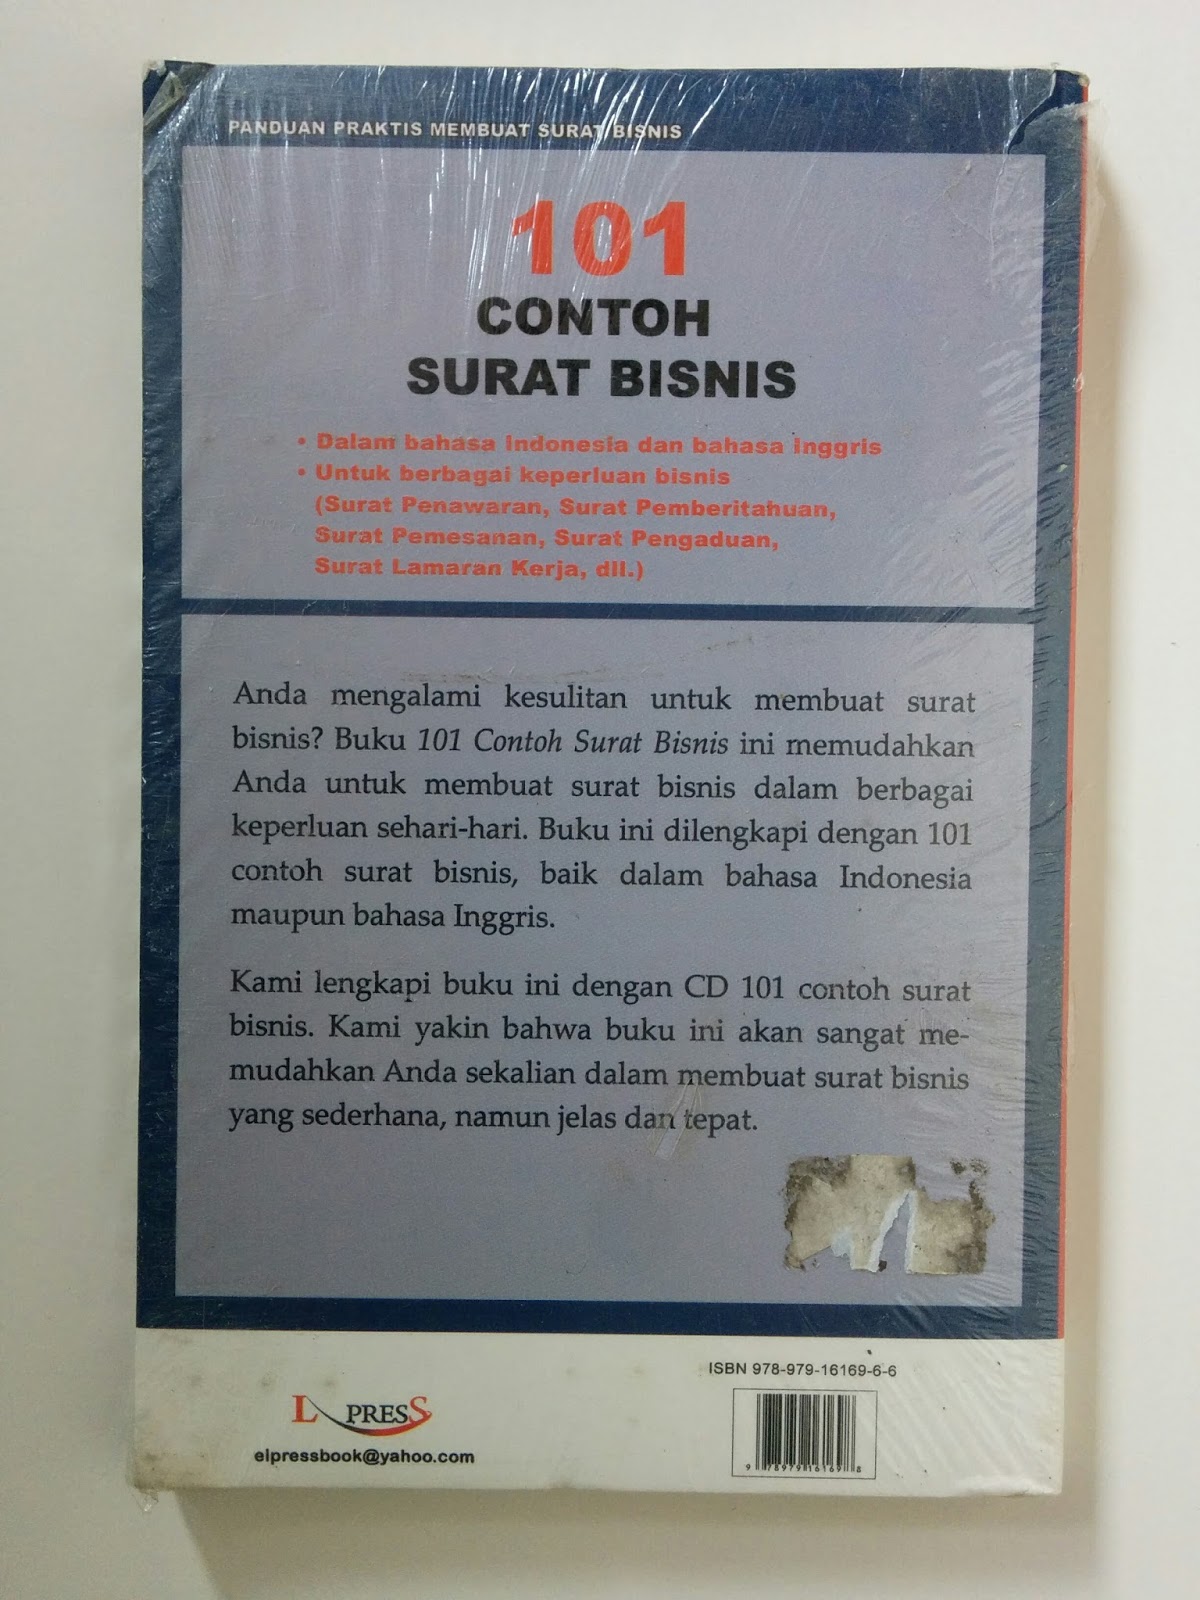 PANDUAN PRAKTIS MEMBUAT SURAT BISNIS
101
CONTOH
SURAT BISNIS
• Dalam bahasa Indonesia dan bahasa Inggris
• Untuk berbagai keperluan bisnis
(Surat Penawaran, Surat Pemberitahuan,
Surat Pemesanan, Surat Pengaduan,
Surat Lamaran Kerja, dll.)
Anda mengalami kesulitan untuk membuat surat
bisnis? Buku 101 Contoh Surat Bisnis ini memudahkan
Anda untuk membuat surat bisnis dalam berbagai
keperluan sehari-hari. Buku ini dilengkapi dengan 101
contoh surat bisnis, baik dalam bahasa Indonesia
maupun bahasa Inggris.
Kami lengkapi buku ini dengan CD 101 contoh surat
bisnis. Kami yakin bahwa buku ini akan sangat me-
mudahkan Anda sekalian dalam membuat surat bisnis
yang sederhana, namun jelas dan tepat.
ISBN 978-979-16169-6-6
L PRESS
elpressbook@yahoo.com